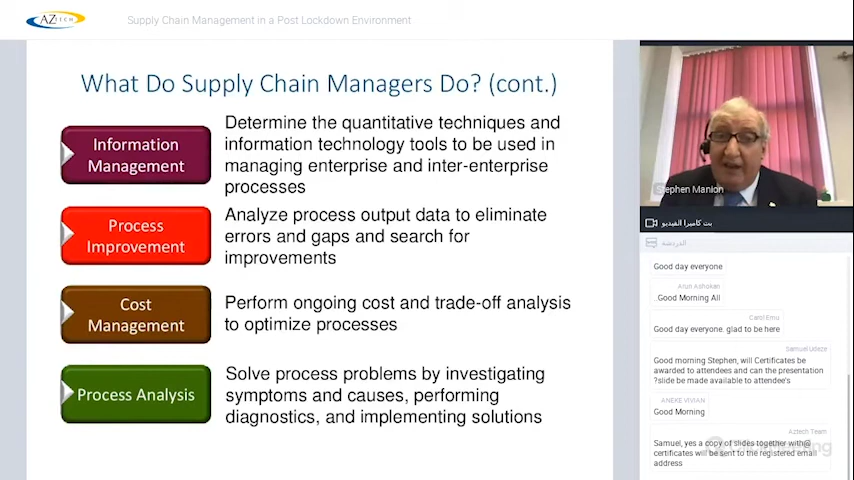 AZTECH
Supply Chain Management in a Post Lockdown Environment
What Do Supply Chain Managers Do? (cont.)
Information
Management
Determine the quantitative techniques and
information technology tools to be used in
managing enterprise and inter-enterprise
processes
Process
Improvement
Analyze process output data to eliminate
errors and gaps and search for
improvements
Cost
Management
Perform ongoing cost and trade-off analysis
to optimize processes
Process Analysis
Solve process problems by investigating
symptoms and causes, performing
diagnostics, and implementing solutions
Stephen Manion
بث كاميرا الفيديو
الدردشة
Good day everyone
Arun Ashokan
..Good Morning All
Carol Emu
Good day everyone. glad to be here
Samuel Udeze
Good morning Stephen, will Certificates be
awarded to attendees and can the presentation
?slide be made available to attendee's
ANEKE VIVIAN
Good Morning
Aztech Team
Samuel, yes a copy of slides together with@
certificates will be sent to the registered email
address